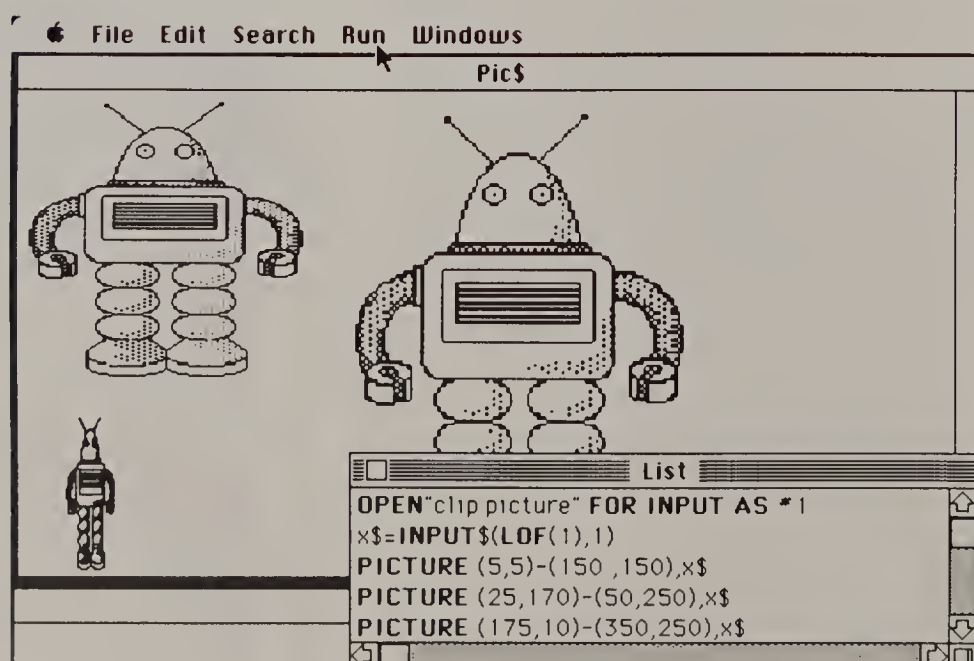 File Edit Search Run Windows
Pic$
List
OPEN"clip picture" FOR INPUT AS #1
x$=INPUT$(LOF(1),1)
PICTURE (5,5)-(150 ,150),x$
PICTURE (25,170)-(50,250),x$
PICTURE (175,10)-(350,250),x$